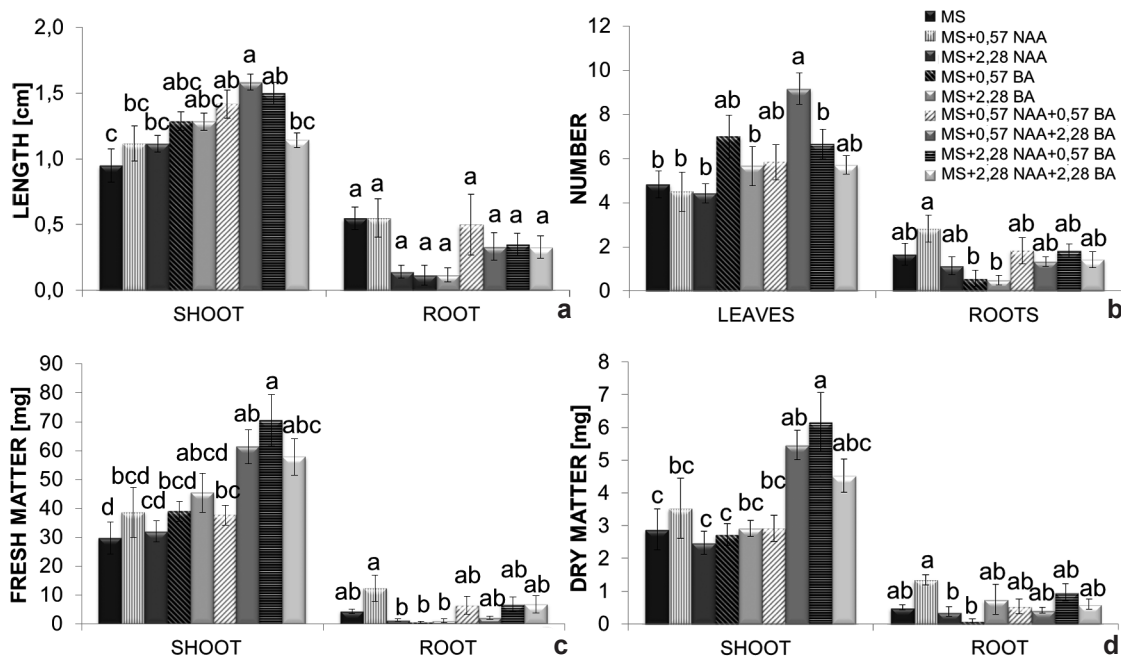 LENGTH [cm]
2,0
1,5
1,0
0,5
0,0
c
bc
bc
abc
abc
ab
a
ab
bc
a
a
a
a
a
a
a
a
a
SHOOT
ROOT
a
NUMBER
12
10
8
6
4
2
0
b
b
b
ab
b
ab
a
b
ab
ab
a
ab
b
b
ab
ab
ab
ab
LEAVES
ROOTS
b
MS
MS+0,57 NAA
MS+2,28 NAA
MS+0,57 BA
MS+2,28 BA
MS+0,57 NAA+0,57 BA
MS+0,57 NAA+2,28 BA
MS+2,28 NAA+0,57 BA
MS+2,28 NAA+2,28 BA
FRESH MATTER [mg]
90
80
70
60
50
40
30
20
10
0
d
bcd
cd
bcd
abcd
bc
ab
a
abc
ab
a
b
b
b
ab
ab
ab
ab
SHOOT
ROOT
c
DRY MATTER [mg]
8
7
6
5
4
3
2
1
0
c
bc
c
c
bc
bc
ab
a
abc
ab
a
b
b
ab
ab
ab
ab
ab
SHOOT
ROOT
d